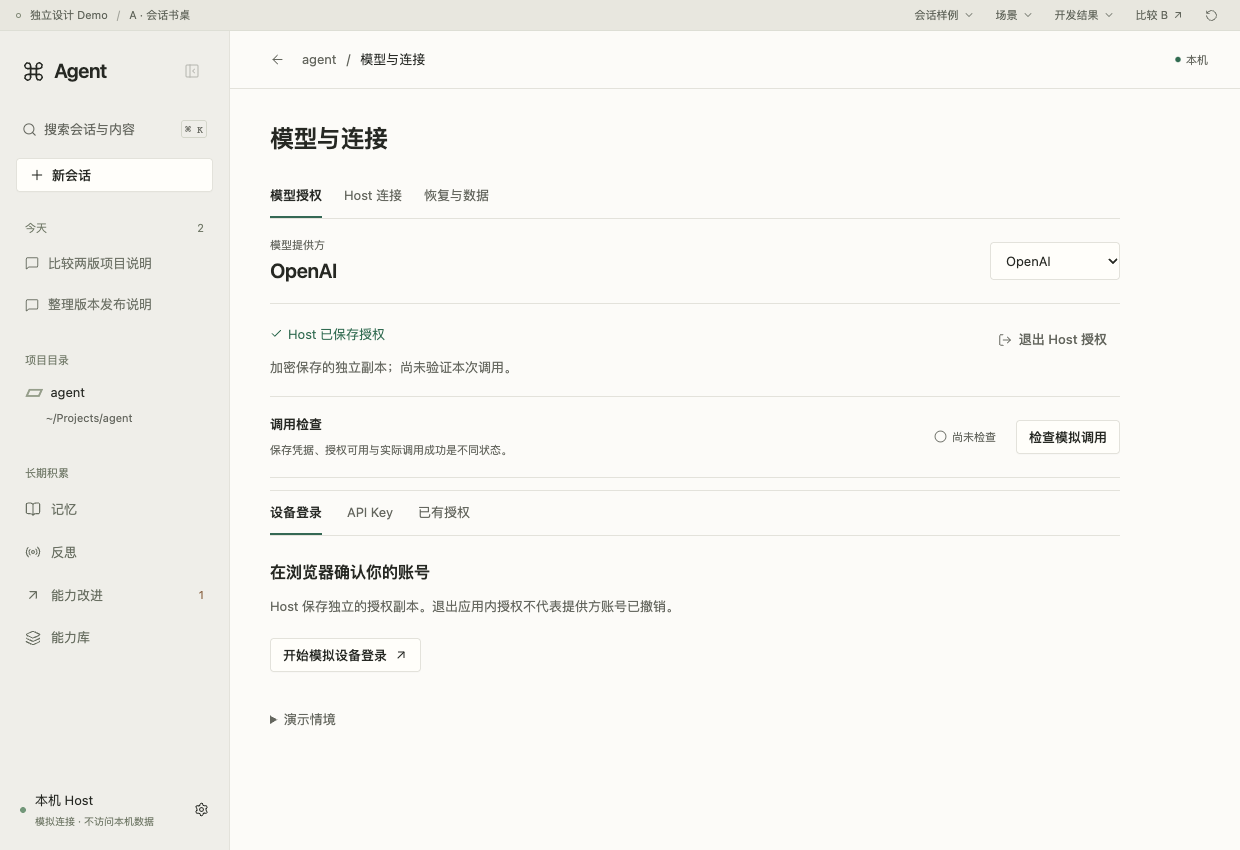 独立设计 Demo / A · 会话书桌
会话样例 场景 开发结果 比较 B
Agent
搜索会话与内容 ⌘ K
新会话
今天 2
比较两版项目说明
整理版本发布说明
项目目录
agent
~/Projects/agent
长期积累
记忆
反思
能力改进 1
能力库
本机 Host
模拟连接 · 不访问本机数据
agent / 模型与连接
本机
模型与连接
模型授权 Host 连接 恢复与数据
模型提供方
OpenAI
OpenAI
Host 已保存授权
退出 Host 授权
加密保存的独立副本；尚未验证本次调用。
调用检查
保存凭据、授权可用与实际调用成功是不同状态。
尚未检查 检查模拟调用
设备登录 API Key 已有授权
在浏览器确认你的账号
Host 保存独立的授权副本。退出应用内授权不代表提供方账号已撤销。
开始模拟设备登录
演示情境